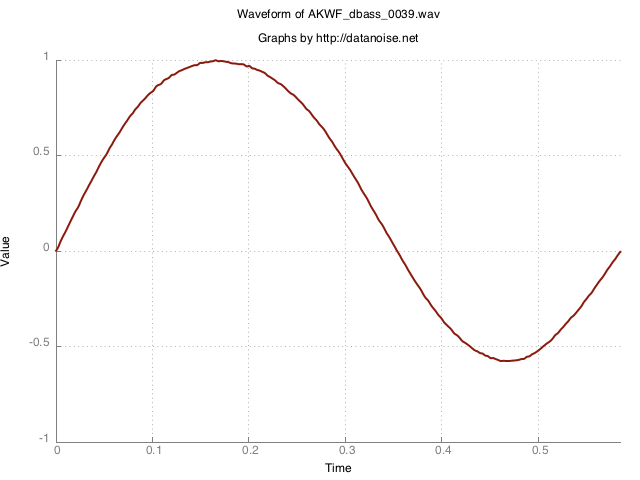 Waveform of AKWF_dbass_0039.wav
Graphs by http://datanoise.net
1
0.5
0
-0.5
-1
Value
0 0.1 0.2 0.3 0.4 0.5
Time